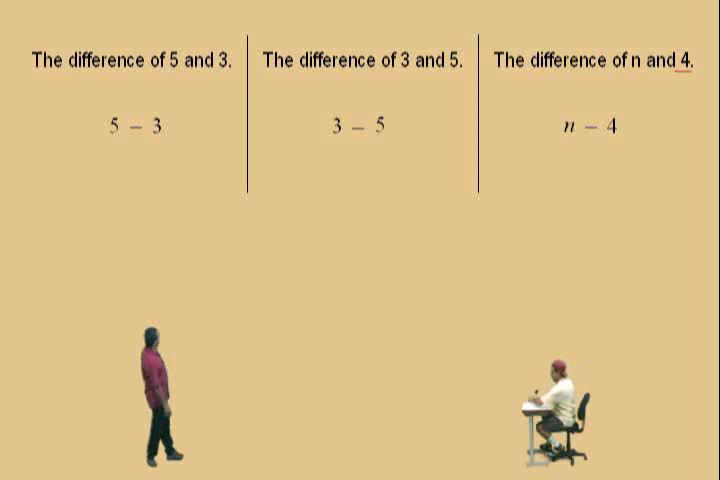 The difference of 5 and 3.
5 – 3
The difference of 3 and 5.
3 – 5
The difference of n and 4.
n – 4